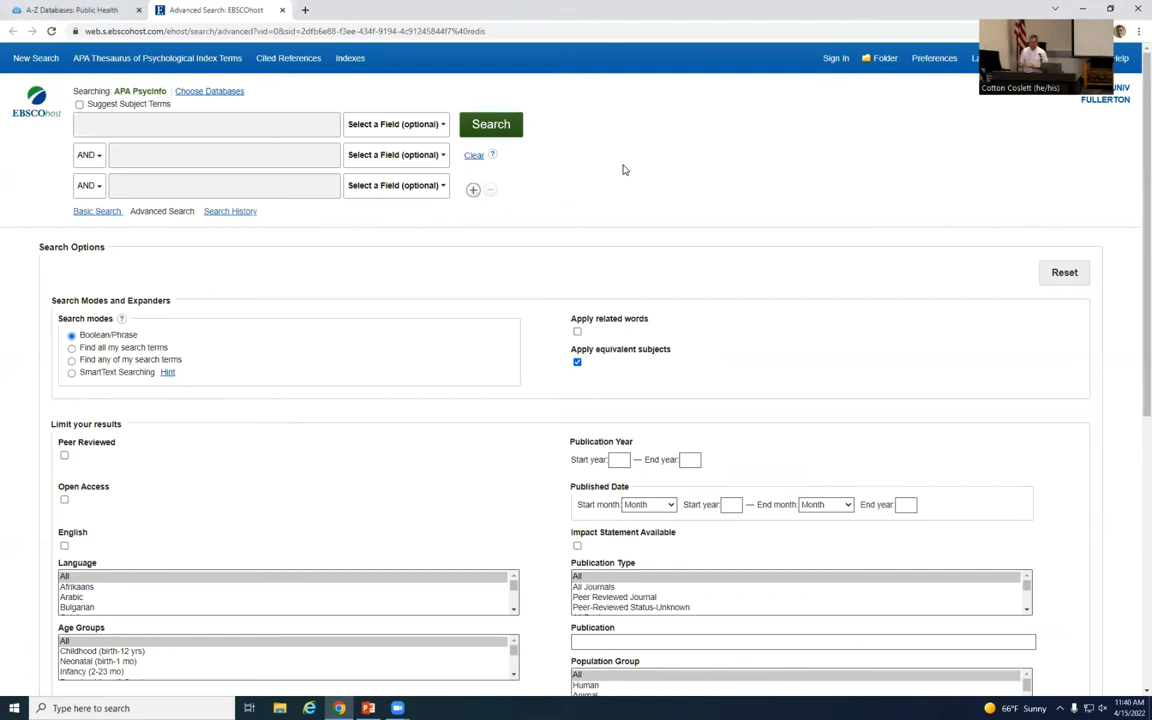 A-Z Databases: Public Health
Advanced Search: EBSCOhost
web.s.ebscohost.com/ehost/search/advanced?vid=0&sid=2dfb6e88-f3ee-434f-9194-4c91245844f7%40redis
New Search
APA Thesaurus of Psychological Index Terms
Cited References
Indexes
Sign In
Folder
Preferences
Help
Cotton Coslett (he/his)
UNIV
FULLERTON
EBSCOhost
Searching: APA PsycInfo | Choose Databases
Suggest Subject Terms
Select a Field (optional)
Search
AND
Select a Field (optional)
Clear
AND
Select a Field (optional)
Basic Search
Advanced Search
Search History
Search Options
Reset
Search Modes and Expanders
Search modes
Boolean/Phrase
Find all my search terms
Find any of my search terms
SmartText Searching Hint
Apply related words
Apply equivalent subjects
Limit your results
Peer Reviewed
Publication Year
Start year: — End year:
Open Access
Published Date
Start month: Month Start year: — End month: Month End year:
English
Impact Statement Available
Language
All
Afrikaans
Arabic
Bulgarian
Publication Type
All
All Journals
Peer Reviewed Journal
Peer-Reviewed Status-Unknown
Age Groups
All
Childhood (birth-12 yrs)
Neonatal (birth-1 mo)
Infancy (2-23 mo)
Publication
Population Group
All
Human
Animal
Type here to search
66°F Sunny
11:40 AM
4/15/2022